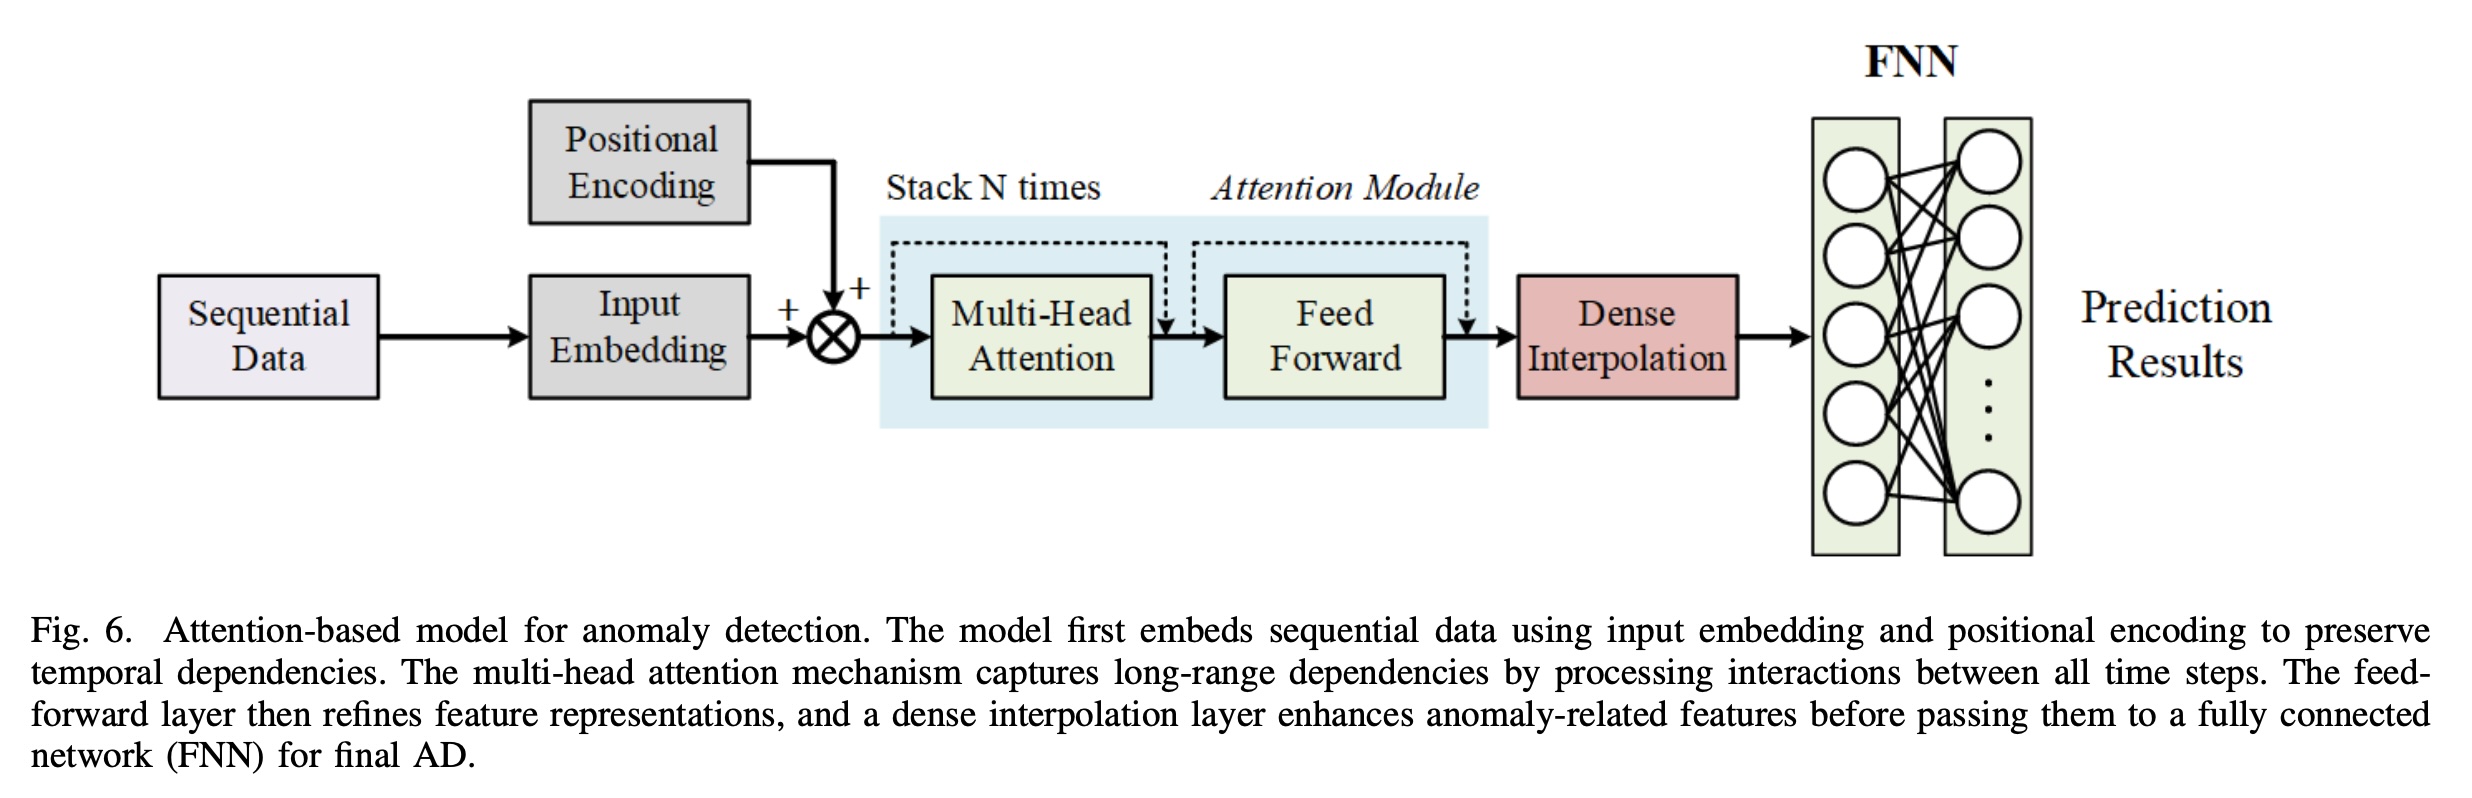 FNN
Positional
Encoding
Stack N times
Attention Module
+
+
Sequential
Data
Input
Embedding
Multi-Head
Attention
Feed
Forward
Dense
Interpolation
Prediction
Results
Fig. 6. Attention-based model for anomaly detection. The model first embeds sequential data using input embedding and positional encoding to preserve
temporal dependencies. The multi-head attention mechanism captures long-range dependencies by processing interactions between all time steps. The feed-
forward layer then refines feature representations, and a dense interpolation layer enhances anomaly-related features before passing them to a fully connected
network (FNN) for final AD.